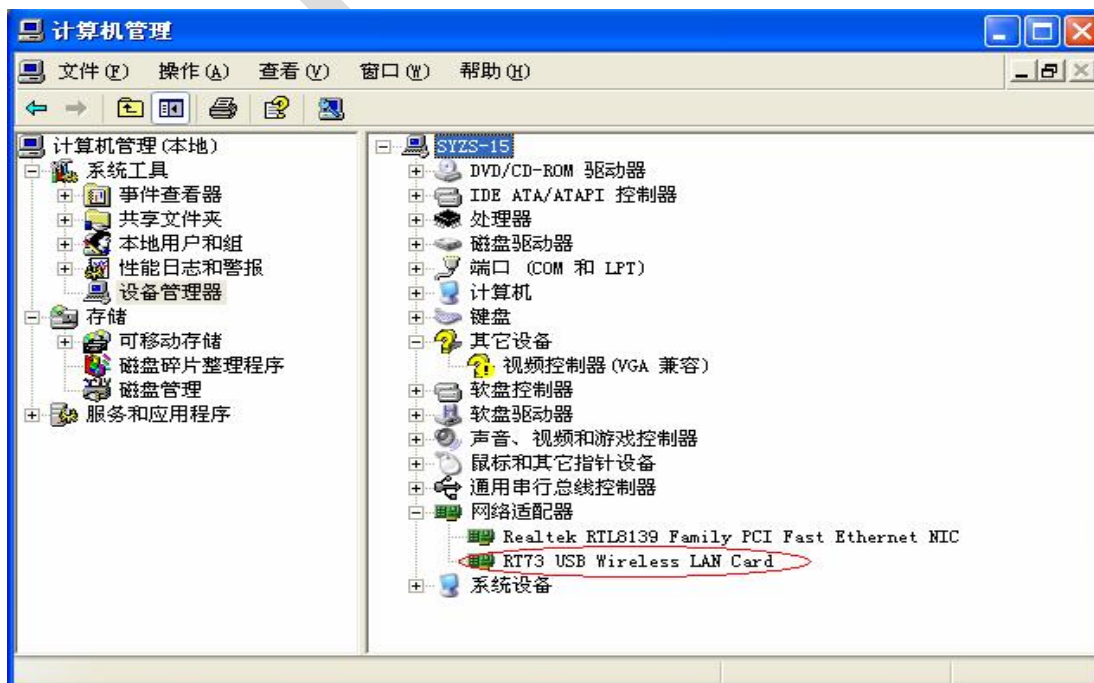 计算机管理
文件(F) 操作(A) 查看(V) 窗口(W) 帮助(H)
计算机管理(本地)
系统工具
事件查看器
共享文件夹
本地用户和组
性能日志和警报
设备管理器
存储
可移动存储
磁盘碎片整理程序
磁盘管理
服务和应用程序
SYZS-15
DVD/CD-ROM 驱动器
IDE ATA/ATAPI 控制器
处理器
磁盘驱动器
端口 (COM 和 LPT)
计算机
键盘
其它设备
视频控制器(VGA 兼容)
软盘控制器
软盘驱动器
声音、视频和游戏控制器
鼠标和其它指针设备
通用串行总线控制器
网络适配器
Realtek RTL8139 Family PCI Fast Ethernet NIC
RT73 USB Wireless LAN Card
系统设备